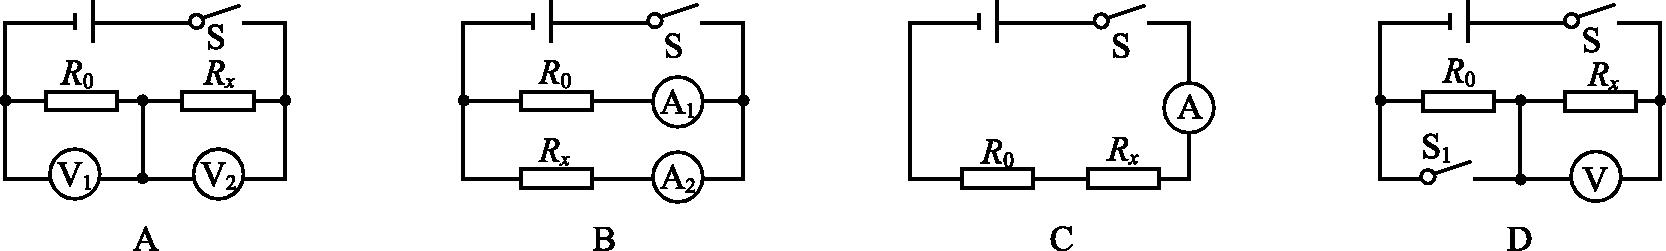 S
R₀ Rₓ
V₁ V₂
A
S
R₀ A₁
Rₓ A₂
B
S
A
R₀ Rₓ
C
S
R₀ Rₓ
S₁ V
D